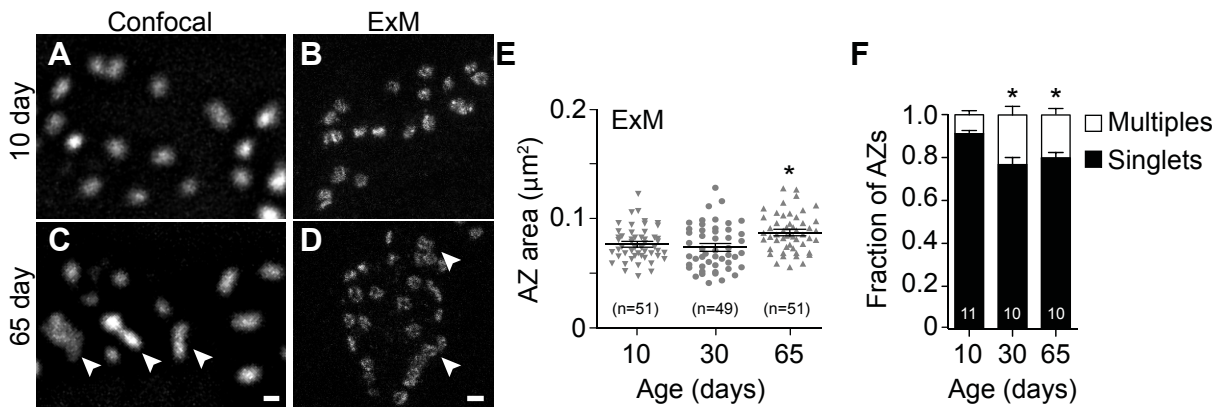 Confocal
ExM
10 day
65 day
A
B
C
D
E
0.2
ExM
*
0.1
AZ area (µm²)
0
(n=51)
(n=49)
(n=51)
10
30
65
Age (days)
F
*
*
1.0
0.8
0.6
0.4
0.2
0
Fraction of AZs
11
10
10
10
30
65
Age (days)
Multiples
Singlets